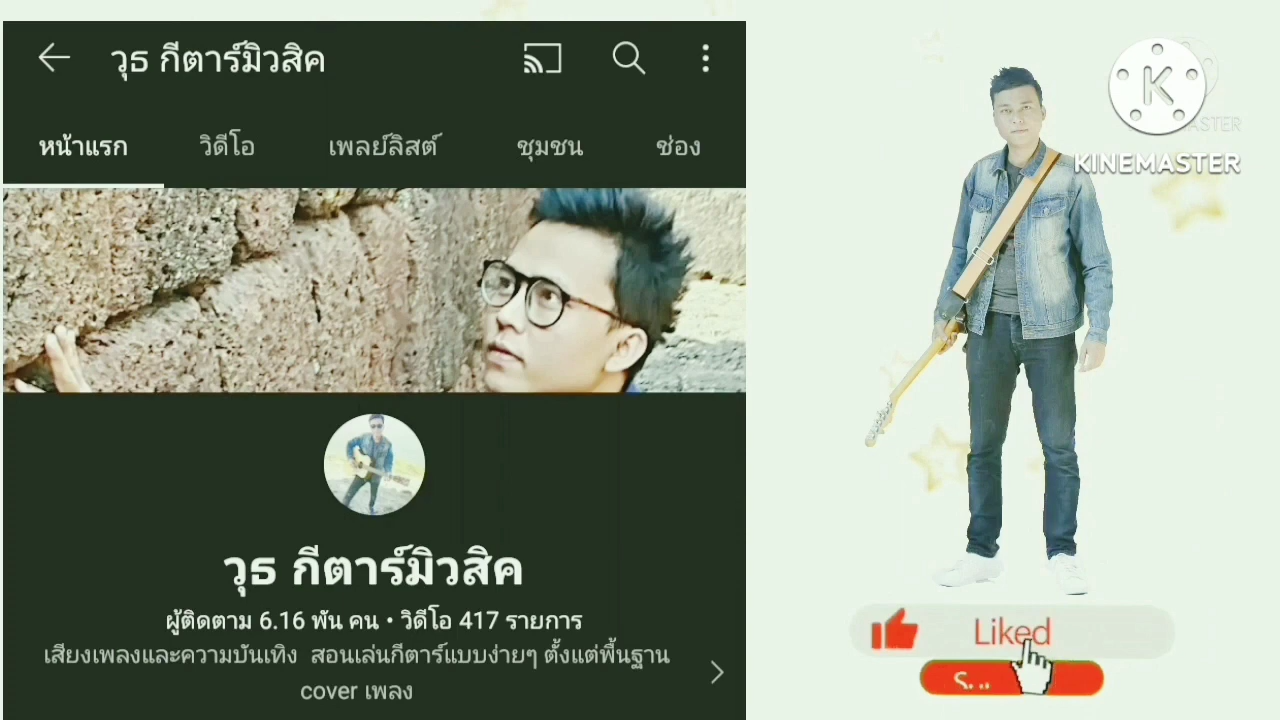 วุธ กีตาร์มิวสิค
หน้าแรก วิดีโอ เพลย์ลิสต์ ชุมชน ช่อง
วุธ กีตาร์มิวสิค
ผู้ติดตาม 6.16 พัน คน • วิดีโอ 417 รายการ
เสียงเพลงและความบันเทิง สอนเล่นกีตาร์แบบง่ายๆ ตั้งแต่พื้นฐาน
cover เพลง
K
KINEMASTER
Liked